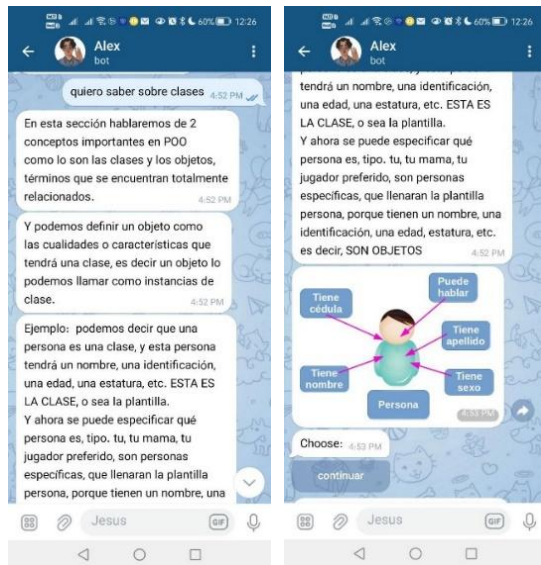 60% 12:26
Alex
bot
quiero saber sobre clases 4:52 PM
En esta sección hablaremos de 2
conceptos importantes en POO
como lo son las clases y los objetos,
términos que se encuentran totalmente
relacionados. 4:52 PM
Y podemos definir un objeto como
las cualidades o características que
tendrá una clase, es decir un objeto lo
podemos llamar como instancias de
clase. 4:52 PM
Ejemplo: podemos decir que una
persona es una clase, y esta persona
tendrá un nombre, una identificación,
una edad, una estatura, etc. ESTA ES
LA CLASE, o sea la plantilla.
Y ahora se puede especificar qué
persona es, tipo. tu, tu mama, tu
jugador preferido, son personas
específicas, que llenaran la plantilla
persona, porque tienen un nombre, una
Jesus
GIF
60% 12:26
Alex
bot
tendrá un nombre, una identificación,
una edad, una estatura, etc. ESTA ES
LA CLASE, o sea la plantilla.
Y ahora se puede especificar qué
persona es, tipo. tu, tu mama, tu
jugador preferido, son personas
específicas, que llenaran la plantilla
persona, porque tienen un nombre, una
identificación, una edad, estatura, etc.
es decir, SON OBJETOS 4:52 PM
Puede
hablar
Tiene
cédula
Tiene
apellido
Tiene
nombre
Tiene
sexo
Persona
4:53 PM
Choose: 4:53 PM
continuar
Jesus
GIF